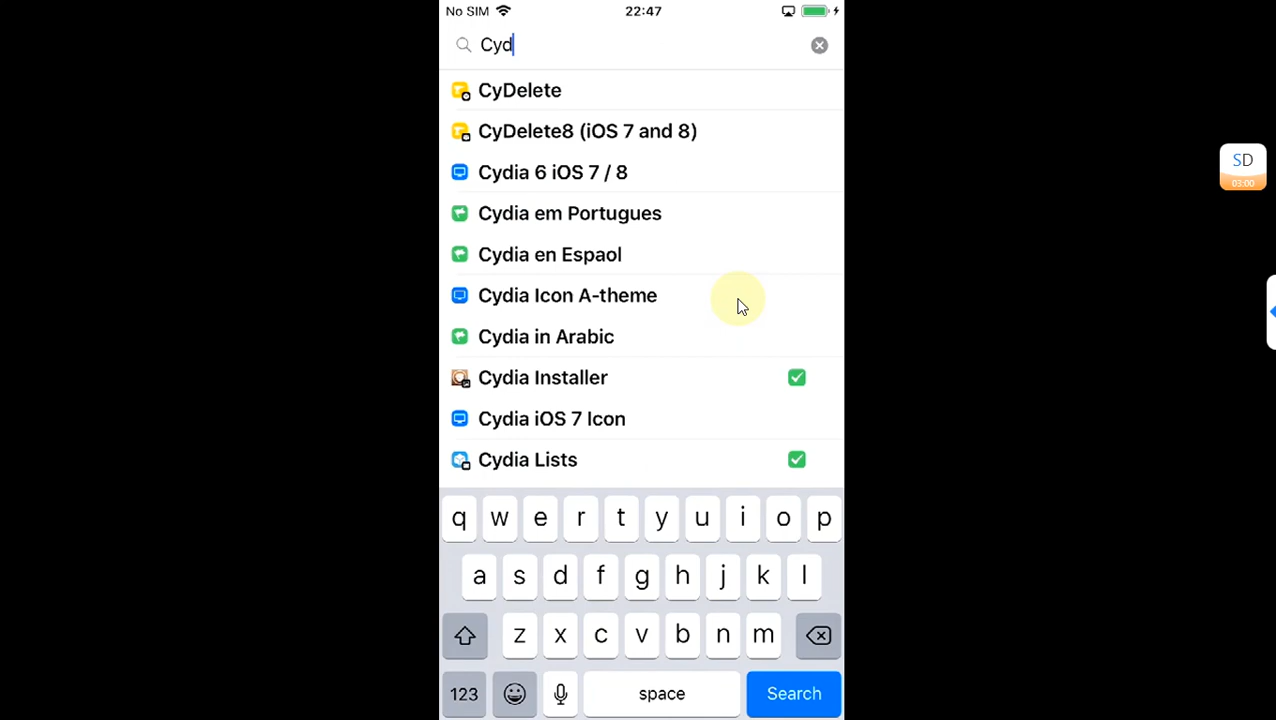 No SIM 22:47
Cyd
CyDelete
CyDelete8 (iOS 7 and 8)
Cydia 6 iOS 7 / 8
Cydia em Portugues
Cydia en Espaol
Cydia Icon A-theme
Cydia in Arabic
Cydia Installer
Cydia iOS 7 Icon
Cydia Lists
q w e r t y u i o p
a s d f g h j k l
z x c v b n m
123 space Search
SD
03:00